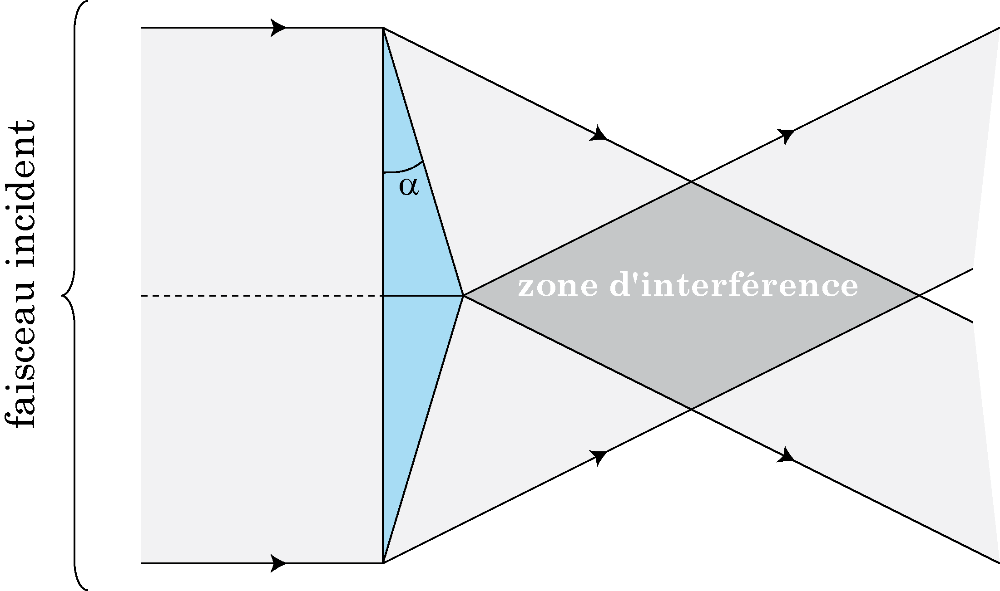 faisceau incident
α
zone d'interférence